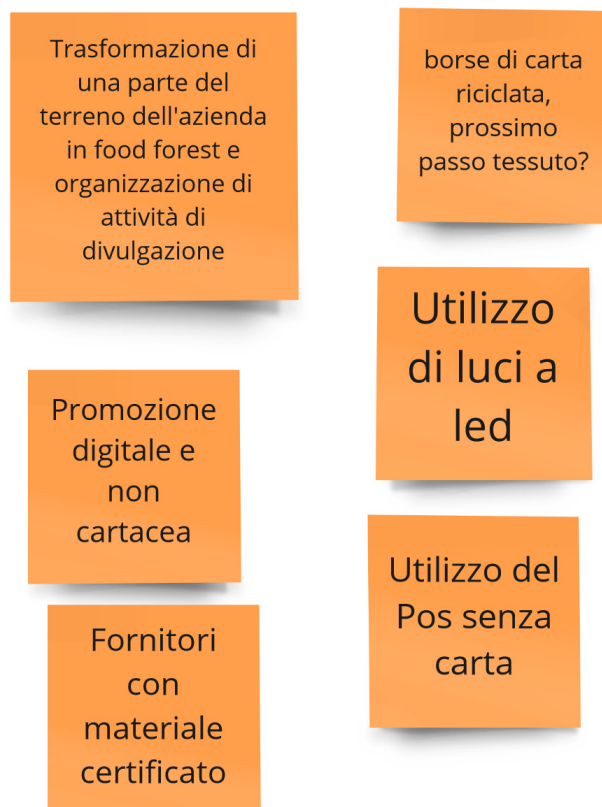 Trasformazione di
una parte del
terreno dell'azienda
in food forest e
organizzazione di
attività di
divulgazione
borse di carta
riciclata,
prossimo
passo tessuto?
Utilizzo
di luci a
led
Promozione
digitale e
non
cartacea
Utilizzo del
Pos senza
carta
Fornitori
con
materiale
certificato